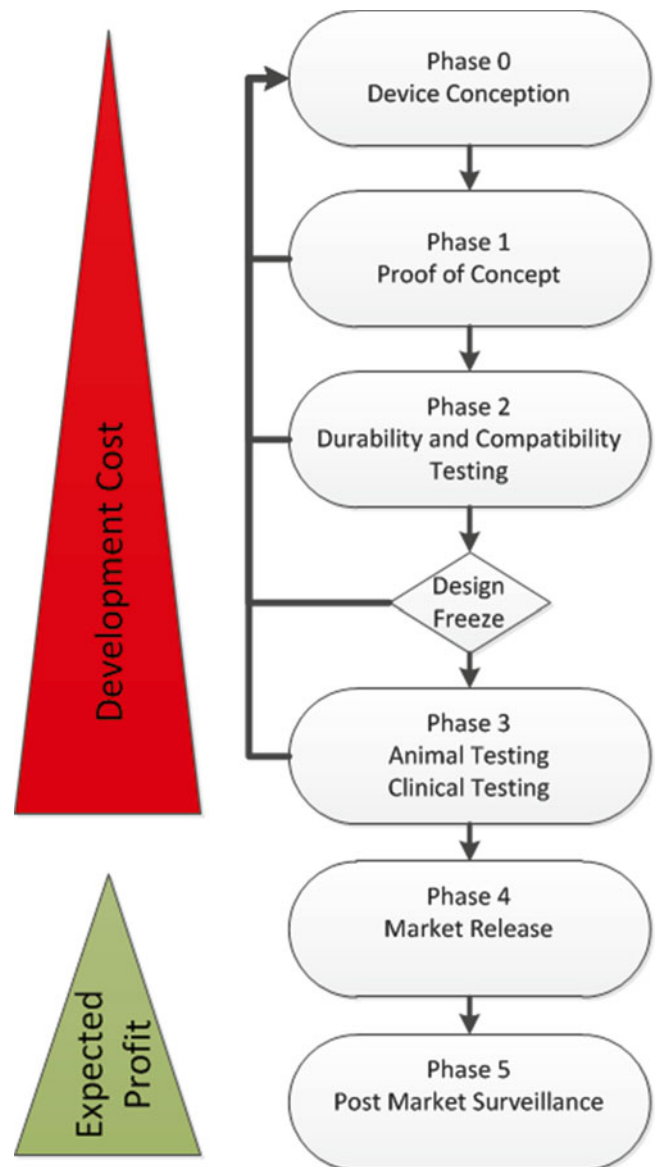 Phase 0
Device Conception
Phase 1
Proof of Concept
Phase 2
Durability and Compatibility
Testing
Design
Freeze
Phase 3
Animal Testing
Clinical Testing
Phase 4
Market Release
Phase 5
Post Market Surveillance
Development Cost
Expected
Profit